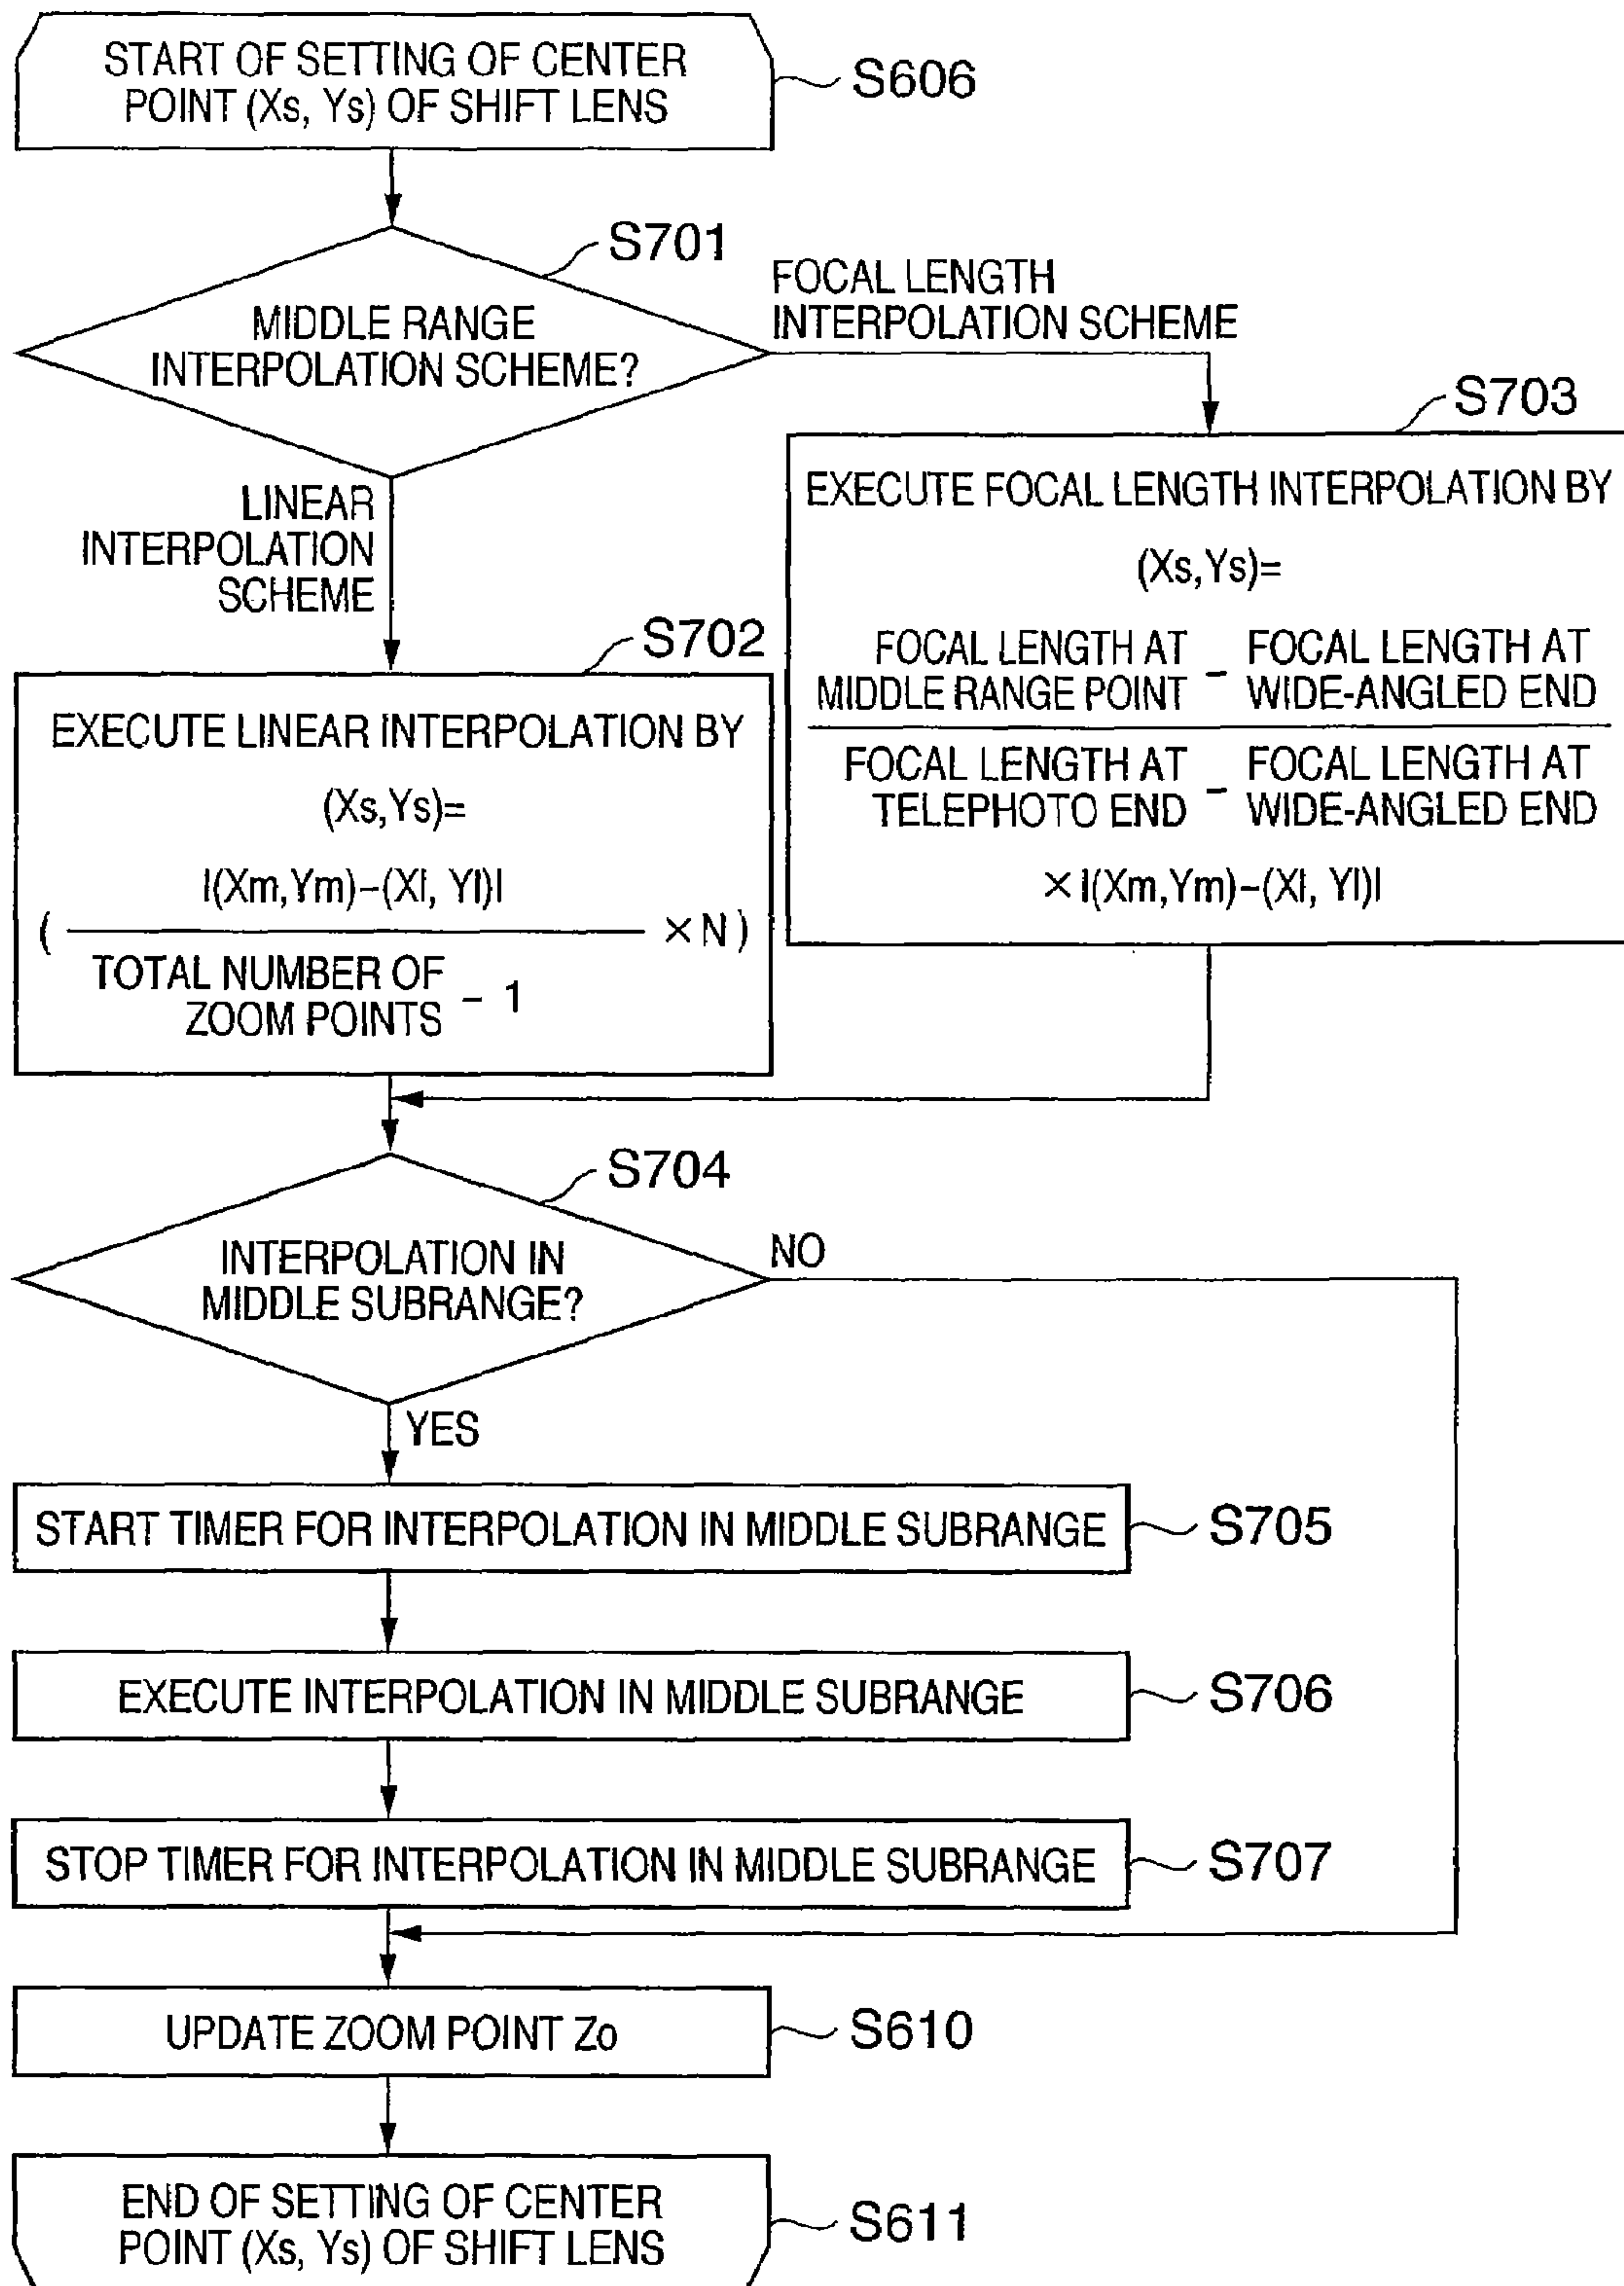 START OF SETTING OF CENTER
POINT (Xs, Ys) OF SHIFT LENS
S606
S701
MIDDLE RANGE
INTERPOLATION SCHEME?
FOCAL LENGTH
INTERPOLATION SCHEME
LINEAR
INTERPOLATION
SCHEME
S703
EXECUTE FOCAL LENGTH INTERPOLATION BY
(Xs,Ys)=
FOCAL LENGTH AT
MIDDLE RANGE POINT
-
FOCAL LENGTH AT
WIDE-ANGLED END
FOCAL LENGTH AT
TELEPHOTO END
-
FOCAL LENGTH AT
WIDE-ANGLED END
×|(Xm,Ym)-(Xl, Yl)|
S702
EXECUTE LINEAR INTERPOLATION BY
(Xs,Ys)=
|(Xm,Ym)-(Xl, Yl)|
( × N )
TOTAL NUMBER OF
ZOOM POINTS
- 1
S704
INTERPOLATION IN
MIDDLE SUBRANGE?
NO
YES
START TIMER FOR INTERPOLATION IN MIDDLE SUBRANGE
S705
EXECUTE INTERPOLATION IN MIDDLE SUBRANGE
S706
STOP TIMER FOR INTERPOLATION IN MIDDLE SUBRANGE
S707
UPDATE ZOOM POINT Zo
S610
END OF SETTING OF CENTER
POINT (Xs, Ys) OF SHIFT LENS
S611